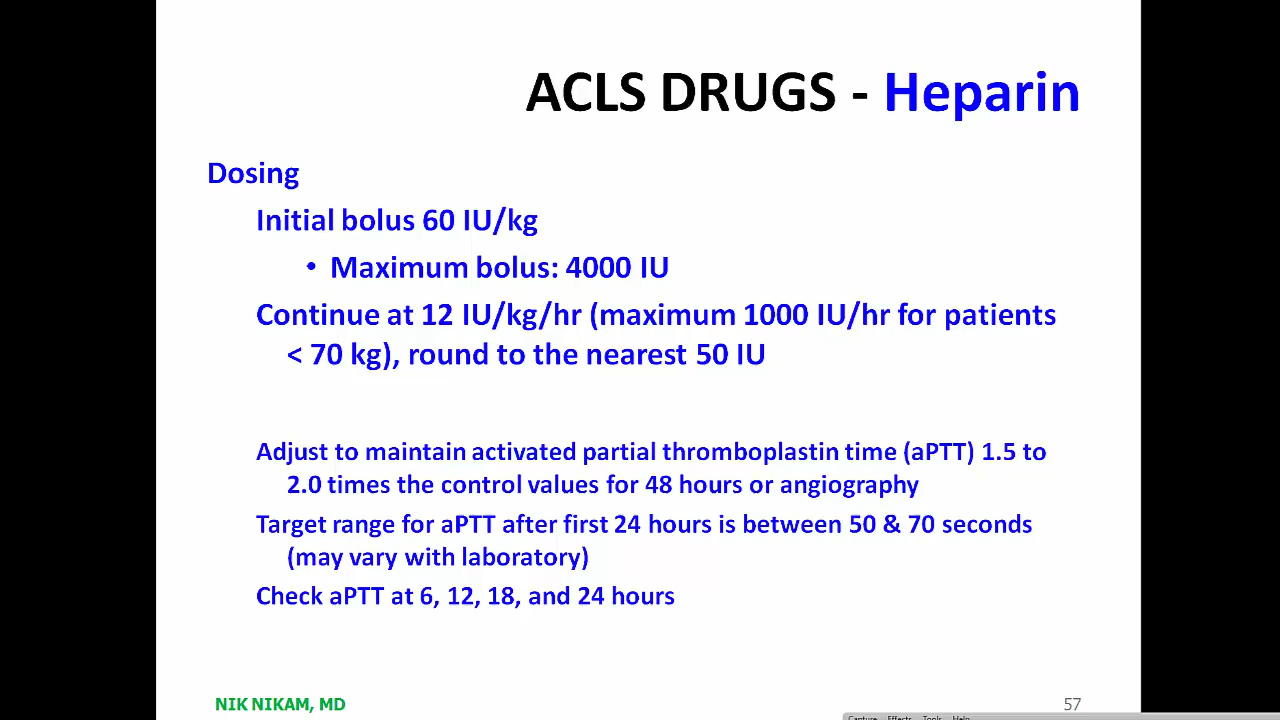 ACLS DRUGS - Heparin
Dosing
Initial bolus 60 IU/kg
• Maximum bolus: 4000 IU
Continue at 12 IU/kg/hr (maximum 1000 IU/hr for patients
< 70 kg), round to the nearest 50 IU
Adjust to maintain activated partial thromboplastin time (aPTT) 1.5 to
2.0 times the control values for 48 hours or angiography
Target range for aPTT after first 24 hours is between 50 & 70 seconds
(may vary with laboratory)
Check aPTT at 6, 12, 18, and 24 hours
NIK NIKAM, MD
57
Capture Effects Tools Help